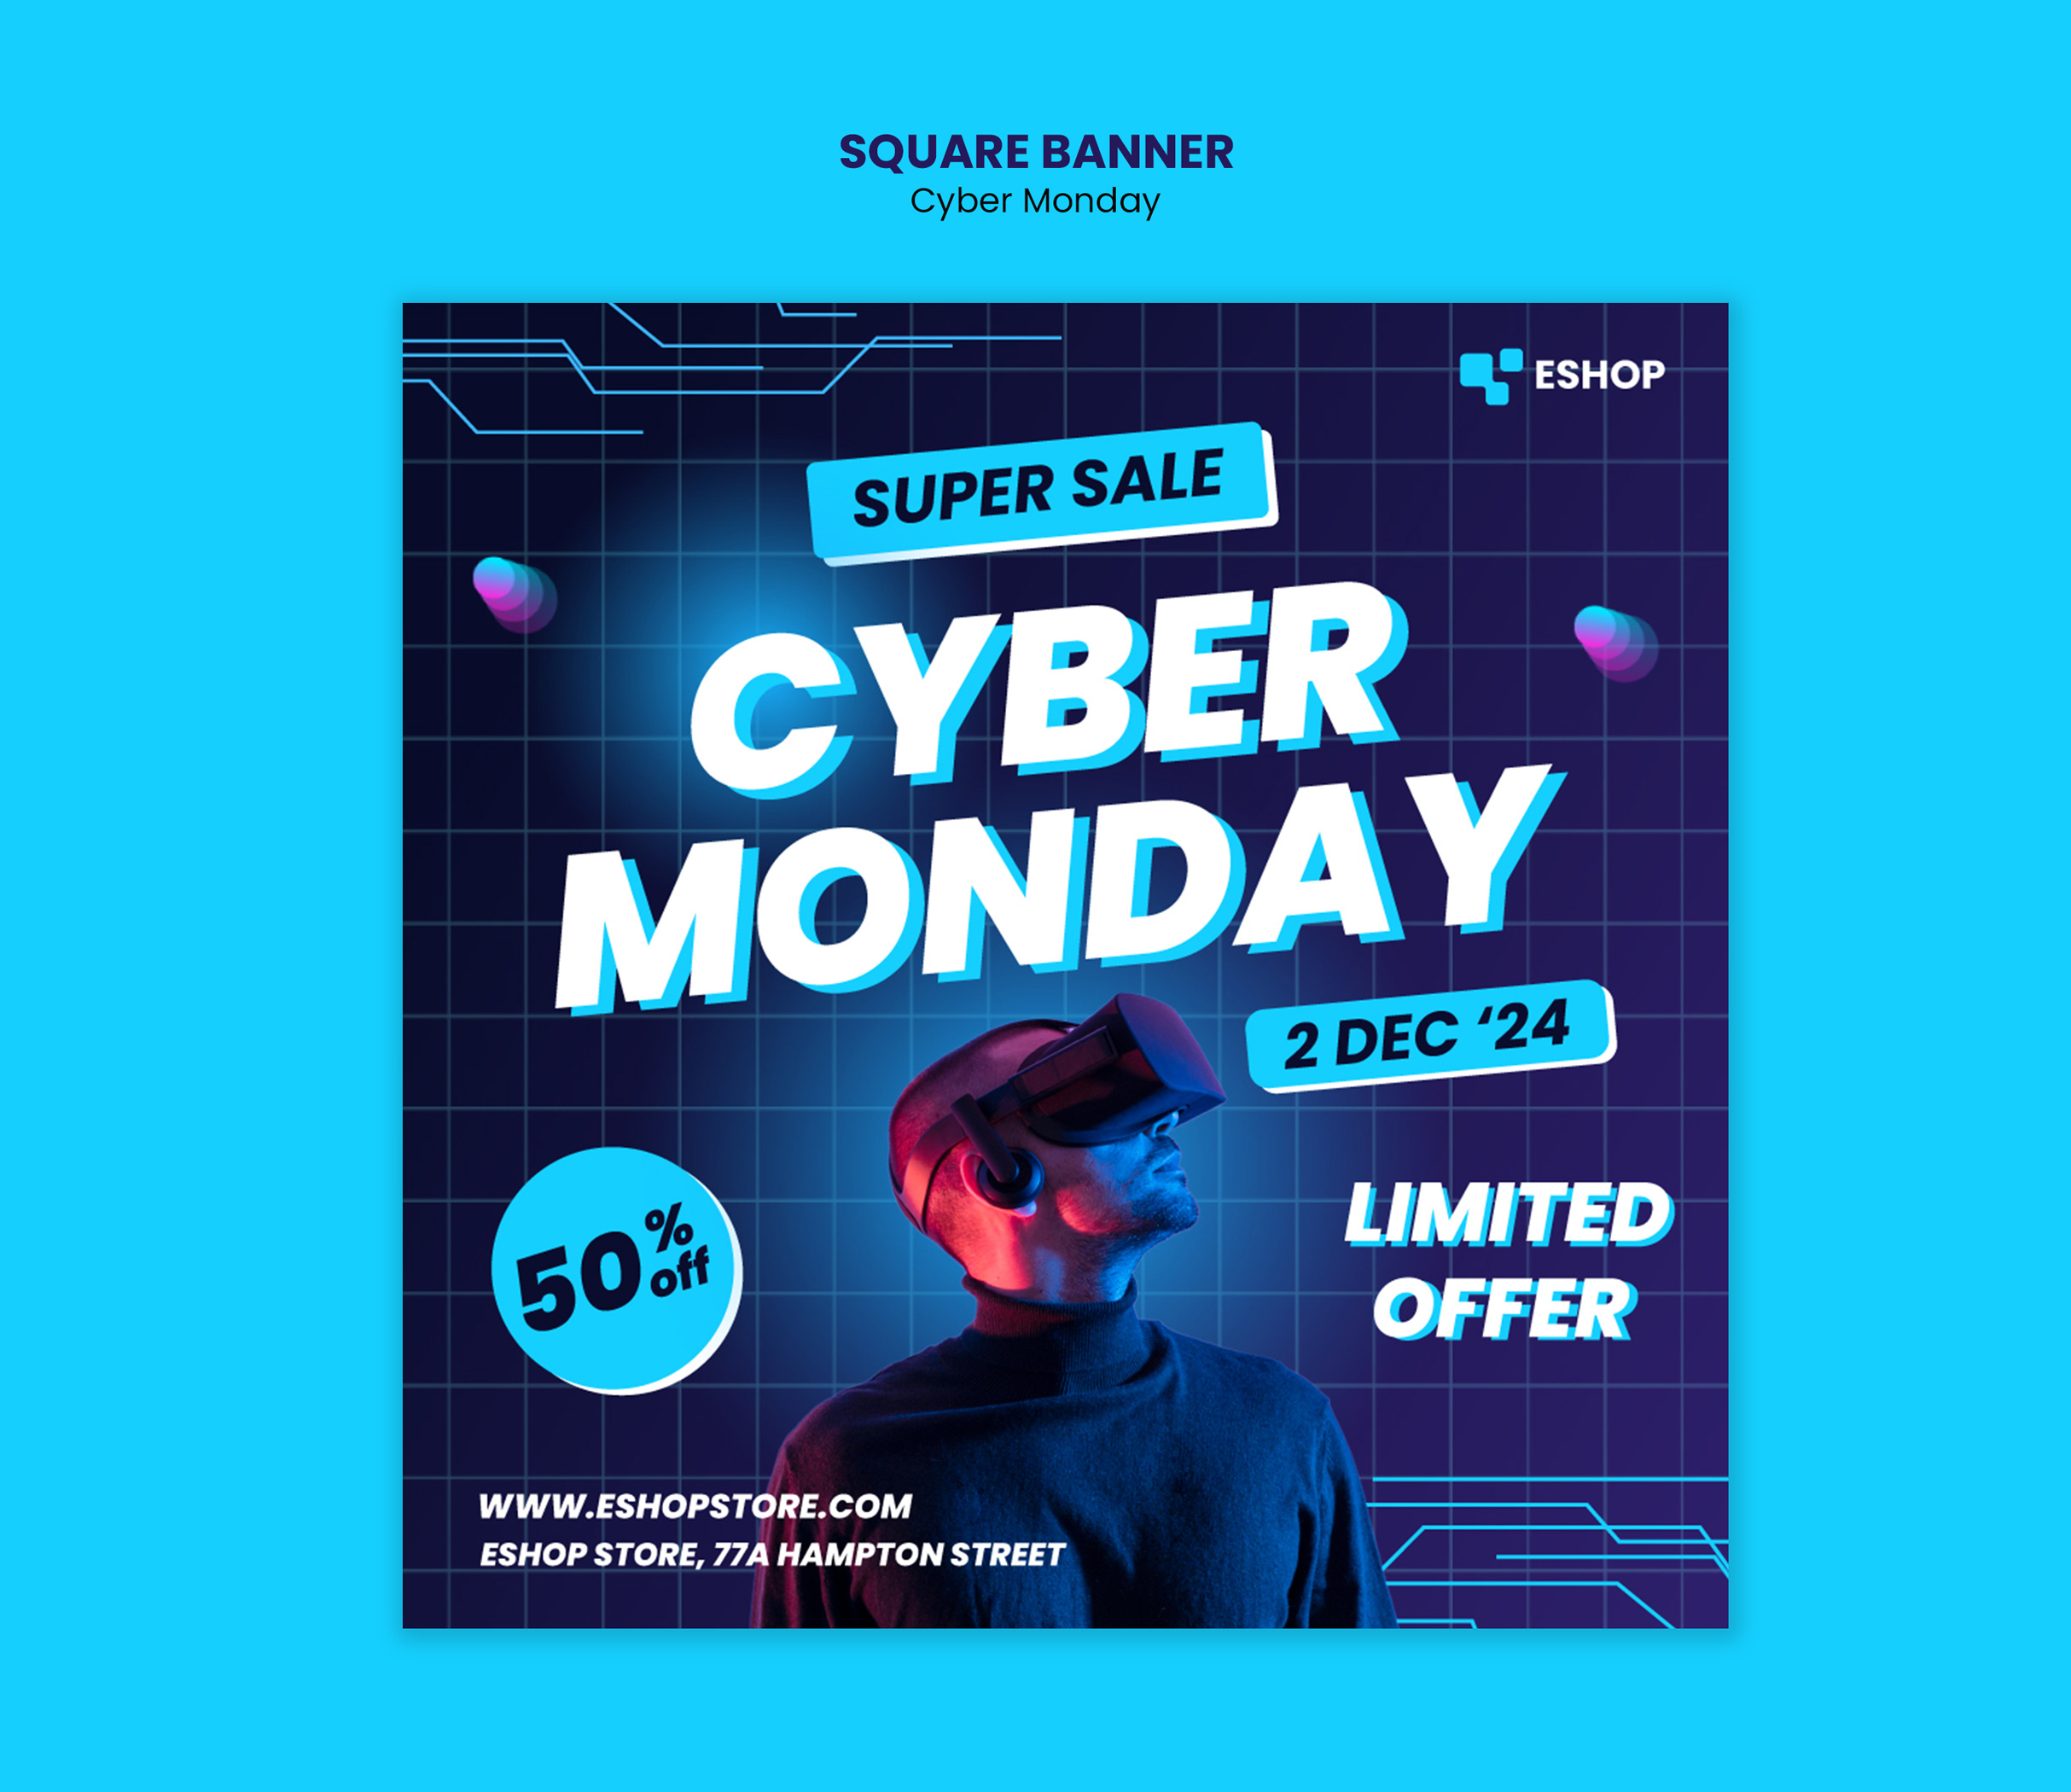 SQUARE BANNER
Cyber Monday
ESHOP
SUPER SALE
CYBER
MONDAY
2 DEC ‘24
50% off
LIMITED
OFFER
WWW.ESHOPSTORE.COM
ESHOP STORE, 77A HAMPTON STREET